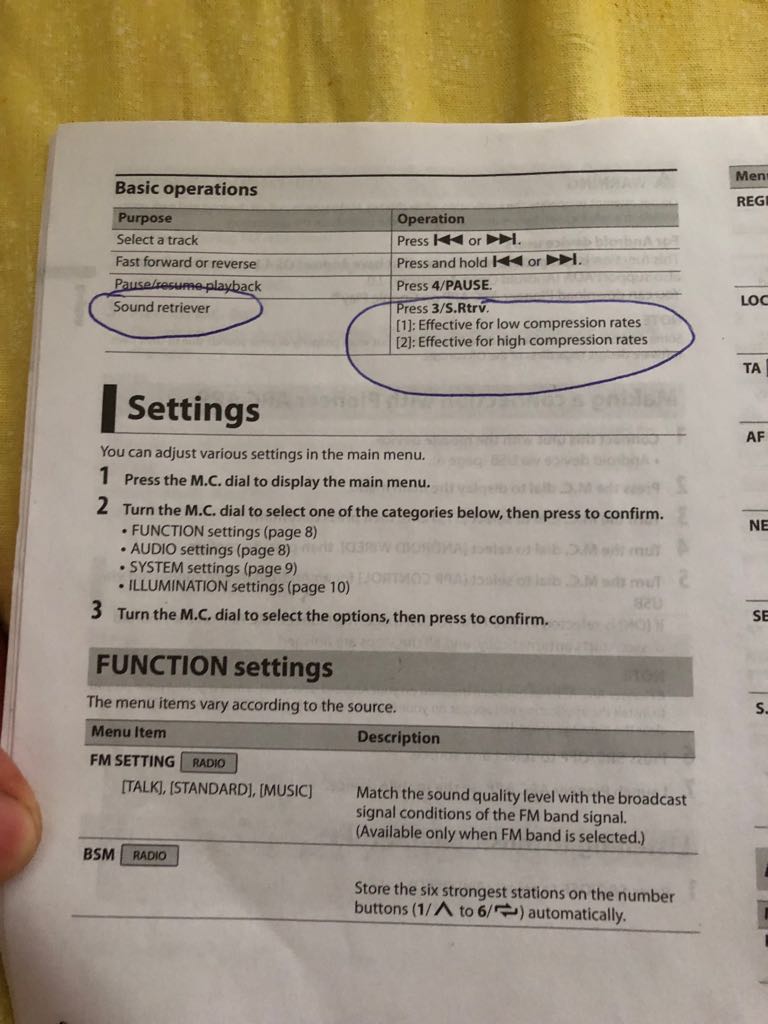 Basic operations
Purpose Operation
Select a track Press ⏮ or ⏭.
Fast forward or reverse Press and hold ⏮ or ⏭.
Pause/resume playback Press 4/PAUSE.
Sound retriever Press 3/S.Rtrv.
[1]: Effective for low compression rates
[2]: Effective for high compression rates
Settings
You can adjust various settings in the main menu.
1 Press the M.C. dial to display the main menu.
2 Turn the M.C. dial to select one of the categories below, then press to confirm.
• FUNCTION settings (page 8)
• AUDIO settings (page 8)
• SYSTEM settings (page 9)
• ILLUMINATION settings (page 10)
3 Turn the M.C. dial to select the options, then press to confirm.
FUNCTION settings
The menu items vary according to the source.
Menu Item Description
FM SETTING RADIO
[TALK], [STANDARD], [MUSIC] Match the sound quality level with the broadcast
signal conditions of the FM band signal.
(Available only when FM band is selected.)
BSM RADIO
Store the six strongest stations on the number
buttons (1/∧ to 6/⮂) automatically.
TA
AF